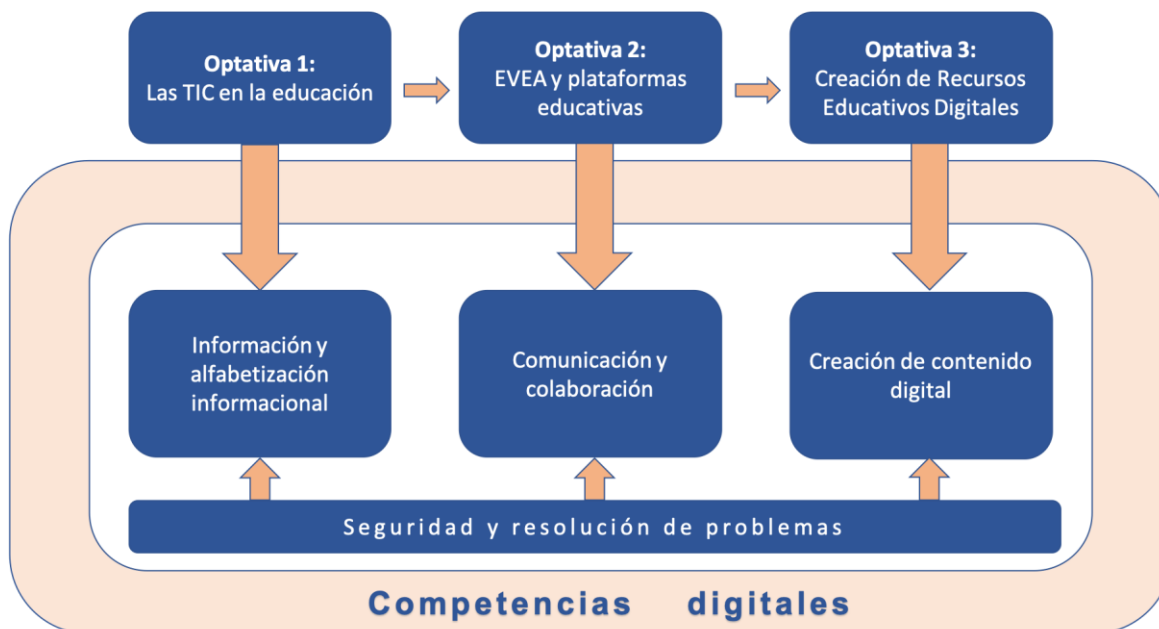 Optativa 1:
Las TIC en la educación
Optativa 2:
EVEA y plataformas
educativas
Optativa 3:
Creación de Recursos
Educativos Digitales
Información y
alfabetización
informacional
Comunicación y
colaboración
Creación de contenido
digital
Seguridad y resolución de problemas
Competencias digitales